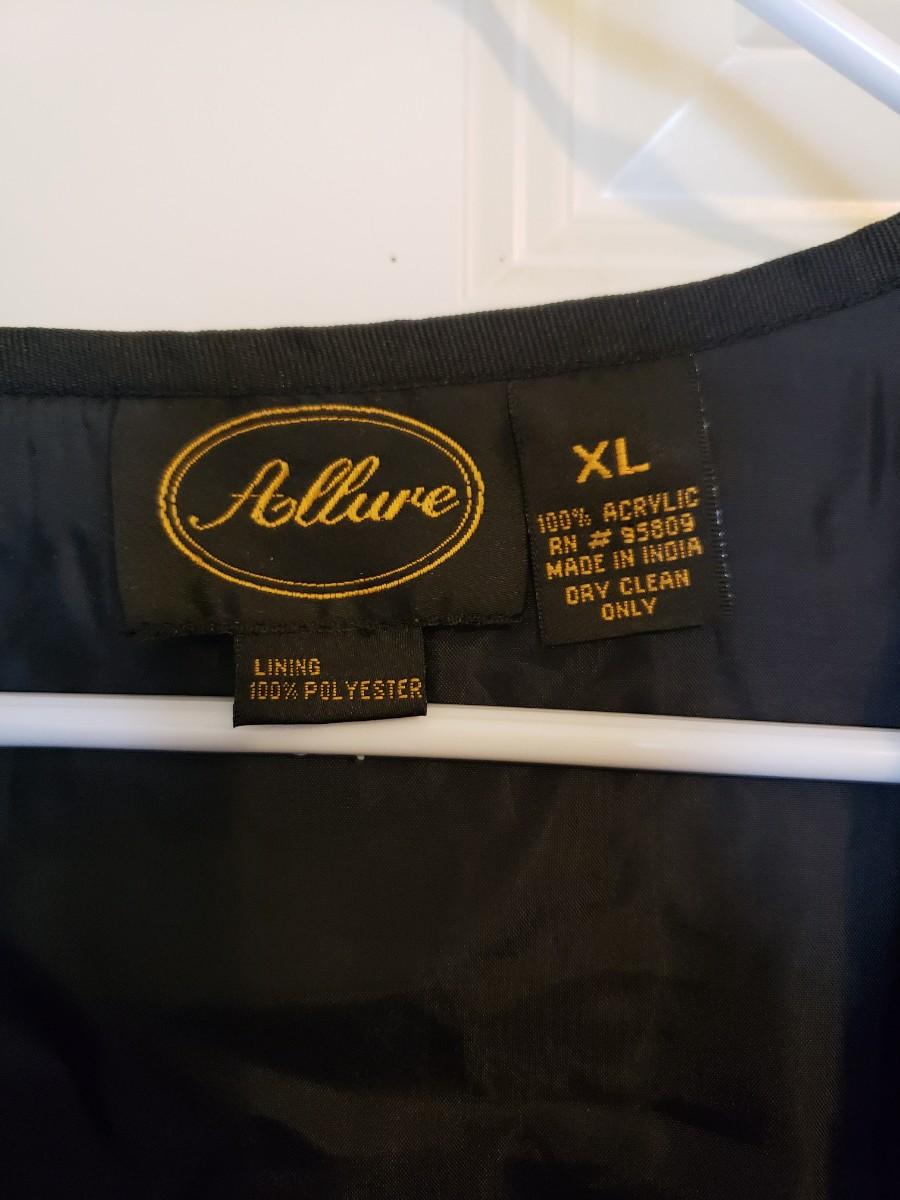 Allure
XL
100% ACRYLIC
RN # 95809
MADE IN INDIA
DRY CLEAN
ONLY
LINING
100% POLYESTER